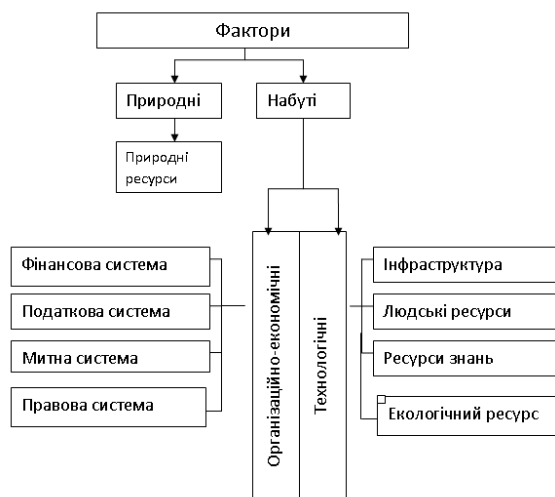 Фактори
Природні
Набуті
Природні
ресурси
Фінансова система
Податкова система
Митна система
Правова система
Організаційно-економічні
Технологічні
Інфраструктура
Людські ресурси
Ресурси знань
Екологічний ресурс